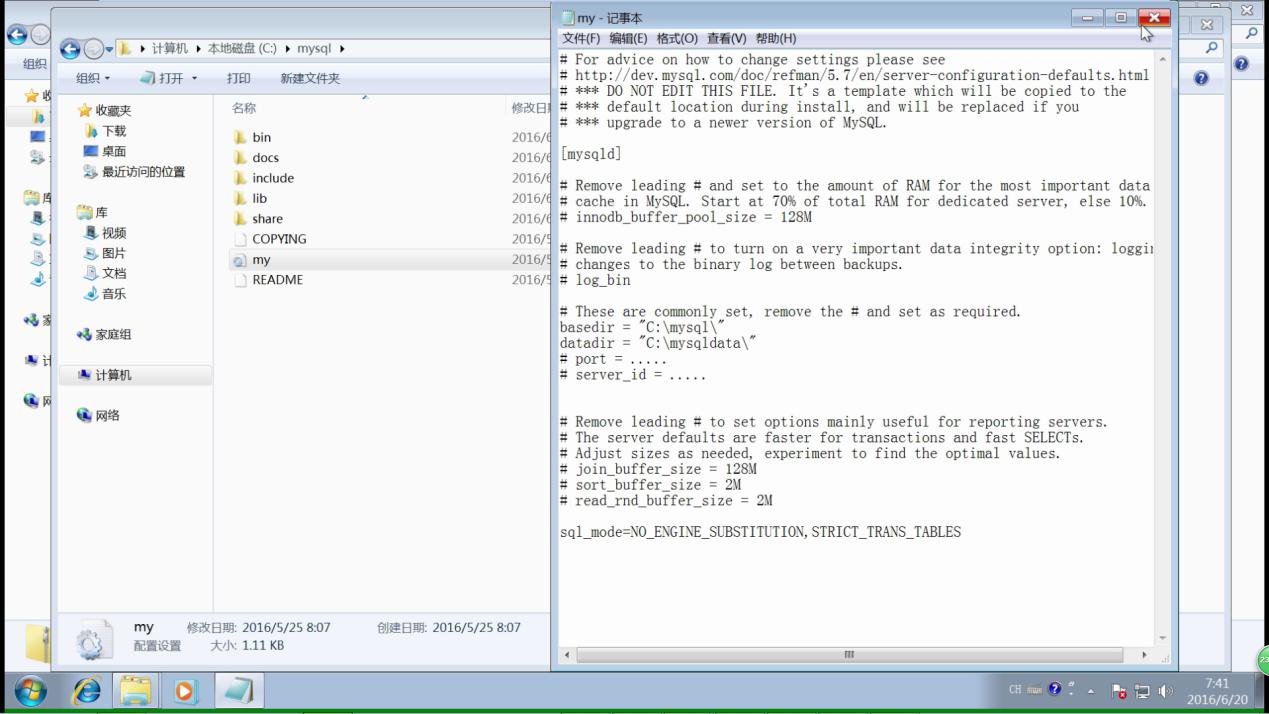 my - 记事本
文件(F) 编辑(E) 格式(O) 查看(V) 帮助(H)
# For advice on how to change settings please see
# http://dev.mysql.com/doc/refman/5.7/en/server-configuration-defaults.html
# *** DO NOT EDIT THIS FILE. It's a template which will be copied to the
# *** default location during install, and will be replaced if you
# *** upgrade to a newer version of MySQL.
[mysqld]
# Remove leading # and set to the amount of RAM for the most important data
# cache in MySQL. Start at 70% of total RAM for dedicated server, else 10%.
# innodb_buffer_pool_size = 128M
# Remove leading # to turn on a very important data integrity option: loggin
# changes to the binary log between backups.
# log_bin
# These are commonly set, remove the # and set as required.
basedir = "C:\mysql\"
datadir = "C:\mysqldata\"
# port = .....
# server_id = .....
# Remove leading # to set options mainly useful for reporting servers.
# The server defaults are faster for transactions and fast SELECTs.
# Adjust sizes as needed, experiment to find the optimal values.
# join_buffer_size = 128M
# sort_buffer_size = 2M
# read_rnd_buffer_size = 2M
sql_mode=NO_ENGINE_SUBSTITUTION,STRICT_TRANS_TABLES
计算机 本地磁盘 (C:) mysql
组织 打开 打印 新建文件夹
组织
收藏夹
下载
桌面
最近访问的位置
库
视频
图片
文档
音乐
家庭组
计算机
网络
库
名称 修改日期
bin 2016/6
docs 2016/6
include 2016/6
lib 2016/6
share 2016/6
COPYING 2016/5
my 2016/5
README 2016/5
my 修改日期: 2016/5/25 8:07 创建日期: 2016/5/25 8:07
配置设置 大小: 1.11 KB
CH
7:41
2016/6/20